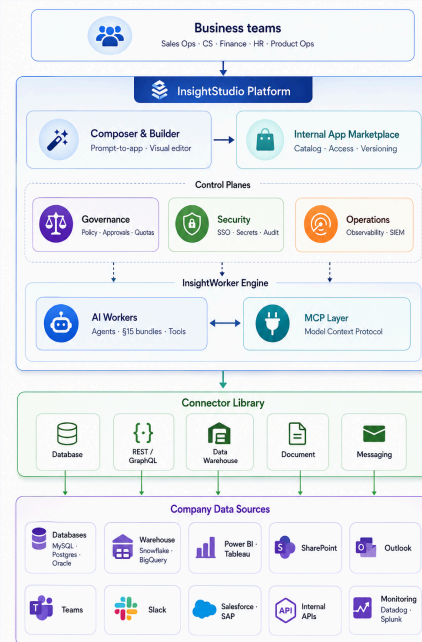 Business teams
Sales Ops · CS · Finance · HR · Product Ops
InsightStudio Platform
Composer & Builder
Prompt-to-app · Visual editor
Internal App Marketplace
Catalog · Access · Versioning
Control Planes
Governance
Policy · Approvals · Quotas
Security
SSO · Secrets · Audit
Operations
Observability · SIEM
InsightWorker Engine
AI Workers
Agents · §15 bundles · Tools
MCP Layer
Model Context Protocol
Connector Library
Database
REST /
GraphQL
Data
Warehouse
Document
Messaging
Company Data Sources
Databases
MySQL ·
Postgres ·
Oracle
Warehouse
Snowflake ·
BigQuery
Power BI ·
Tableau
S
SharePoint
O
Outlook
T
Teams
Slack
Salesforce ·
SAP
API
Internal
APIs
Monitoring
Datadog ·
Splunk